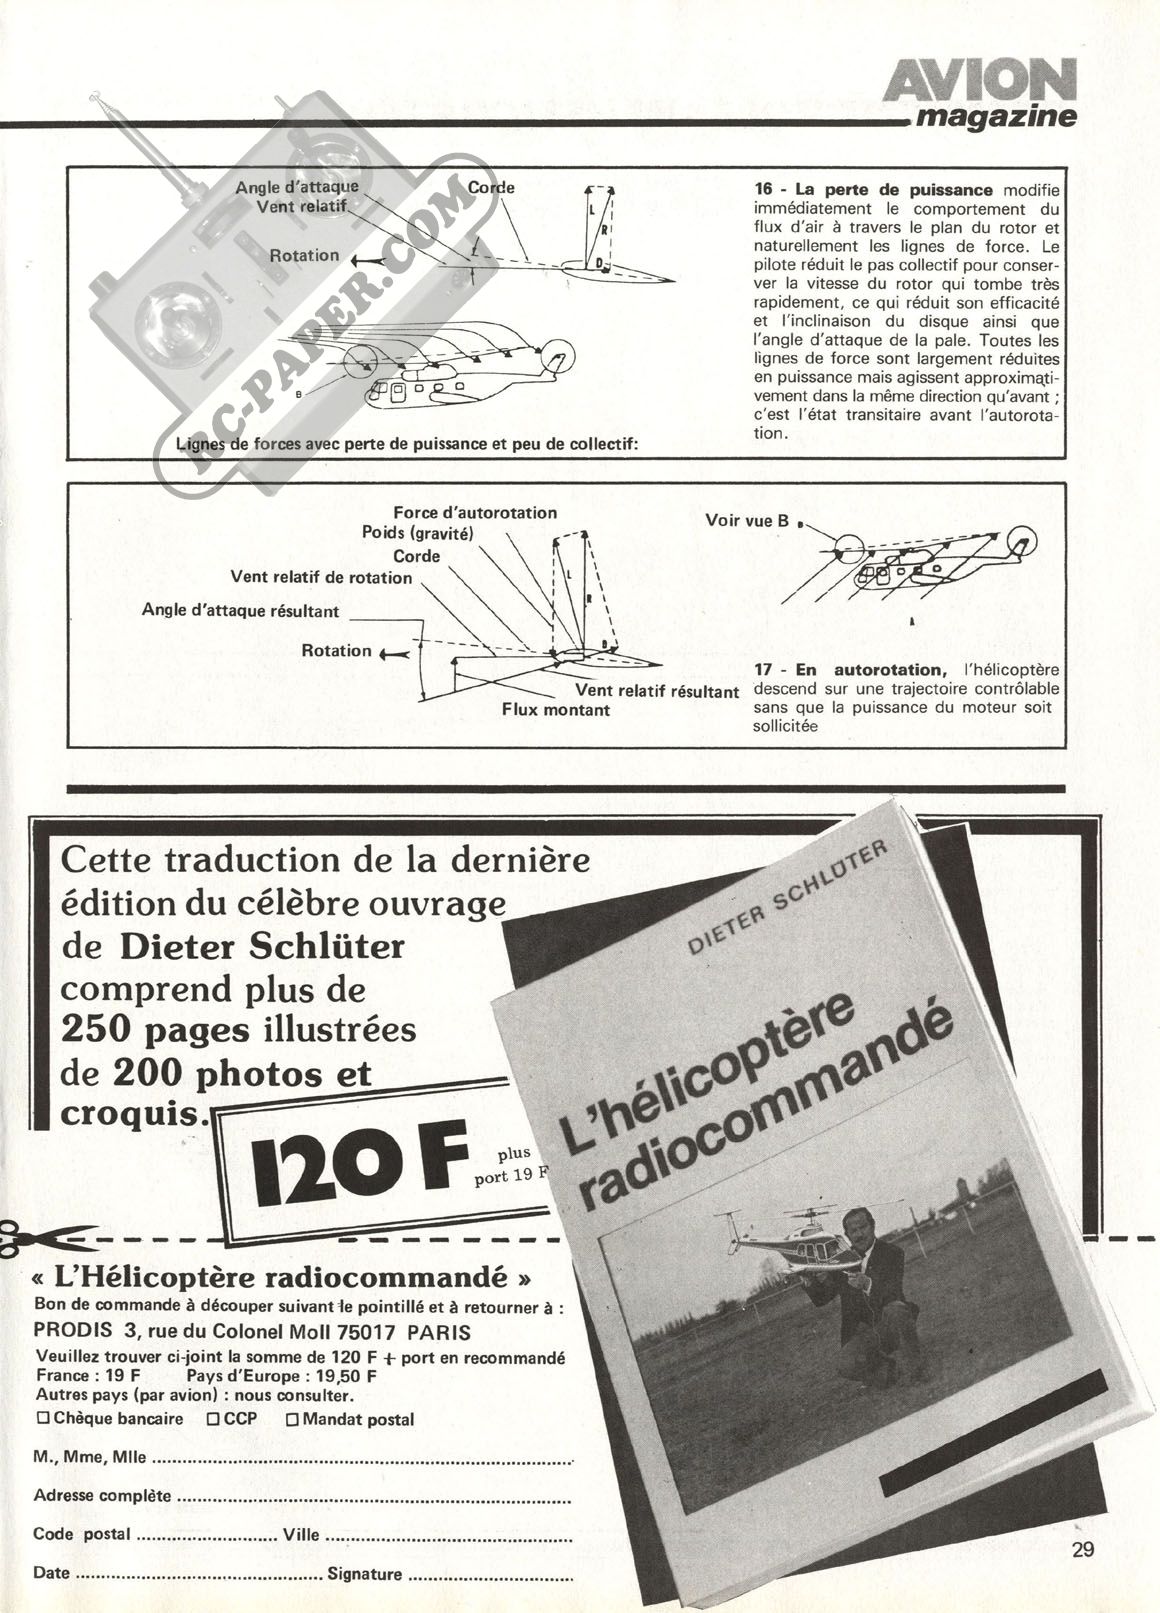 AVION
magazine
Angle d'attaque
Vent relatif
Corde
Rotation
L
R
D
B
Lignes de forces avec perte de puissance et peu de collectif:
16 - La perte de puissance modifie
immédiatement le comportement du
flux d'air à travers le plan du rotor et
naturellement les lignes de force. Le
pilote réduit le pas collectif pour conser-
ver la vitesse du rotor qui tombe très
rapidement, ce qui réduit son efficacité
et l'inclinaison du disque ainsi que
l'angle d'attaque de la pale. Toutes les
lignes de force sont largement réduites
en puissance mais agissent approximati-
vement dans la même direction qu'avant ;
c'est l'état transitaire avant l'autorota-
tion.
RC-PAPER.COM
Force d'autorotation
Poids (gravité)
Corde
Vent relatif de rotation
Angle d'attaque résultant
Rotation
L
R
Vent relatif résultant
Flux montant
Voir vue B
17 - En autorotation, l'hélicoptère
descend sur une trajectoire contrôlable
sans que la puissance du moteur soit
sollicitée
Cette traduction de la dernière
édition du célèbre ouvrage
de Dieter Schlüter
comprend plus de
250 pages illustrées
de 200 photos et
croquis.
120 F
plus
port 19 F
DIETER SCHLÜTER
L'hélicoptère
radiocommandé
« L'Hélicoptère radiocommandé »
Bon de commande à découper suivant le pointillé et à retourner à :
PRODIS 3, rue du Colonel Moll 75017 PARIS
Veuillez trouver ci-joint la somme de 120 F + port en recommandé
France : 19 F Pays d'Europe : 19,50 F
Autres pays (par avion) : nous consulter.
☐ Chèque bancaire ☐ CCP ☐ Mandat postal
M., Mme, Mlle ..........
Adresse complète ..........
Code postal .......... Ville ..........
Date .......... Signature ..........
29